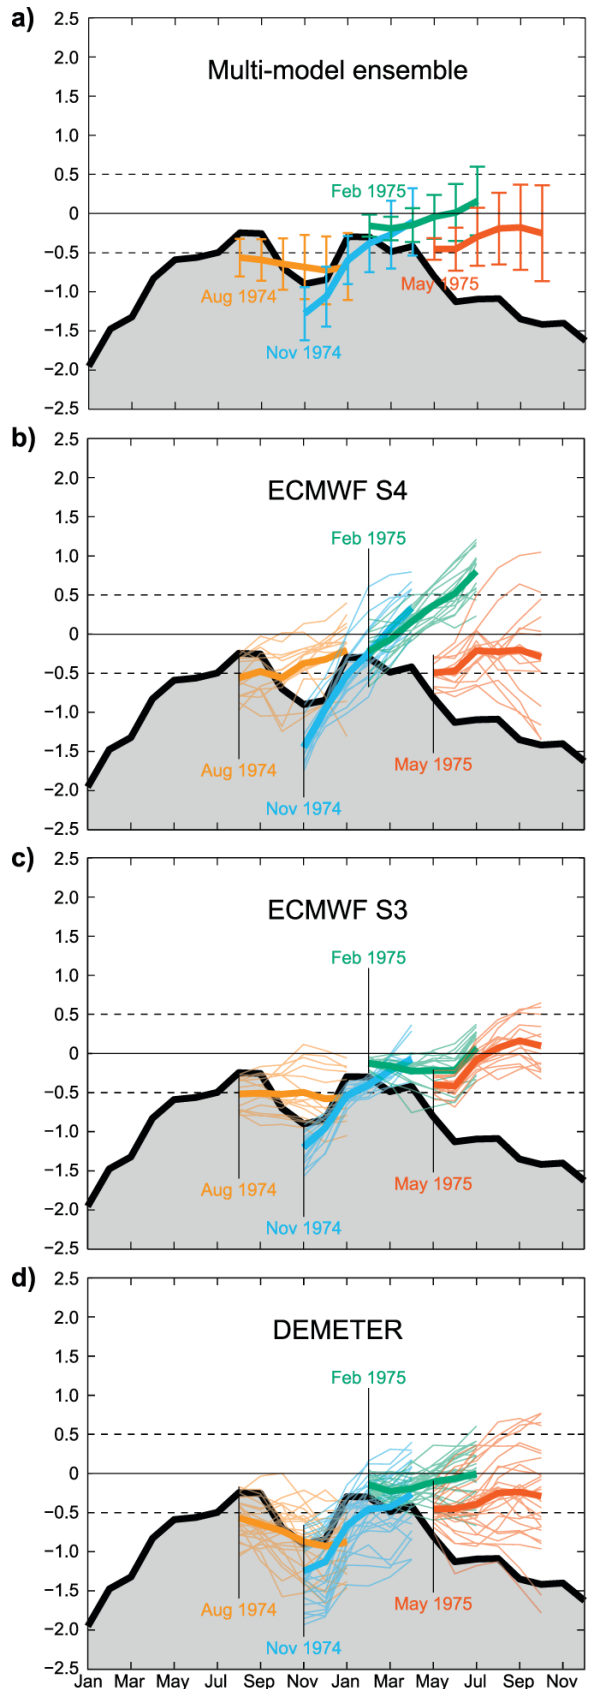 a)
2.5
2.0
1.5
1.0
0.5
0
−0.5
−1.0
−1.5
−2.0
−2.5
Multi-model ensemble
Feb 1975
Aug 1974
May 1975
Nov 1974
b)
2.5
2.0
1.5
1.0
0.5
0
−0.5
−1.0
−1.5
−2.0
−2.5
ECMWF S4
Feb 1975
Aug 1974
May 1975
Nov 1974
c)
2.5
2.0
1.5
1.0
0.5
0
−0.5
−1.0
−1.5
−2.0
−2.5
ECMWF S3
Feb 1975
Aug 1974
May 1975
Nov 1974
d)
2.5
2.0
1.5
1.0
0.5
0
−0.5
−1.0
−1.5
−2.0
−2.5
DEMETER
Feb 1975
Aug 1974
May 1975
Nov 1974
Jan Mar May Jul Sep Nov Jan Mar May Jul Sep Nov